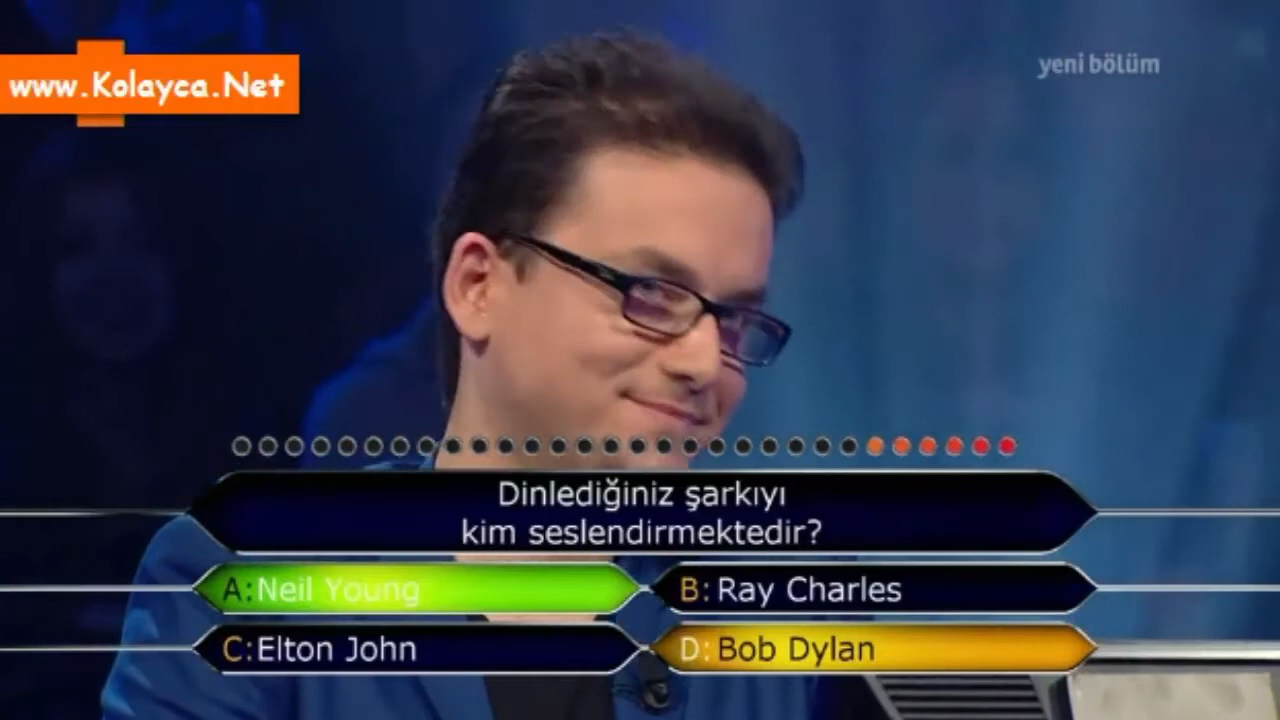 www.Kolayca.Net
yeni bölüm
Dinlediğiniz şarkıyı
kim seslendirmektedir?
A:Neil Young
B:Ray Charles
C:Elton John
D:Bob Dylan